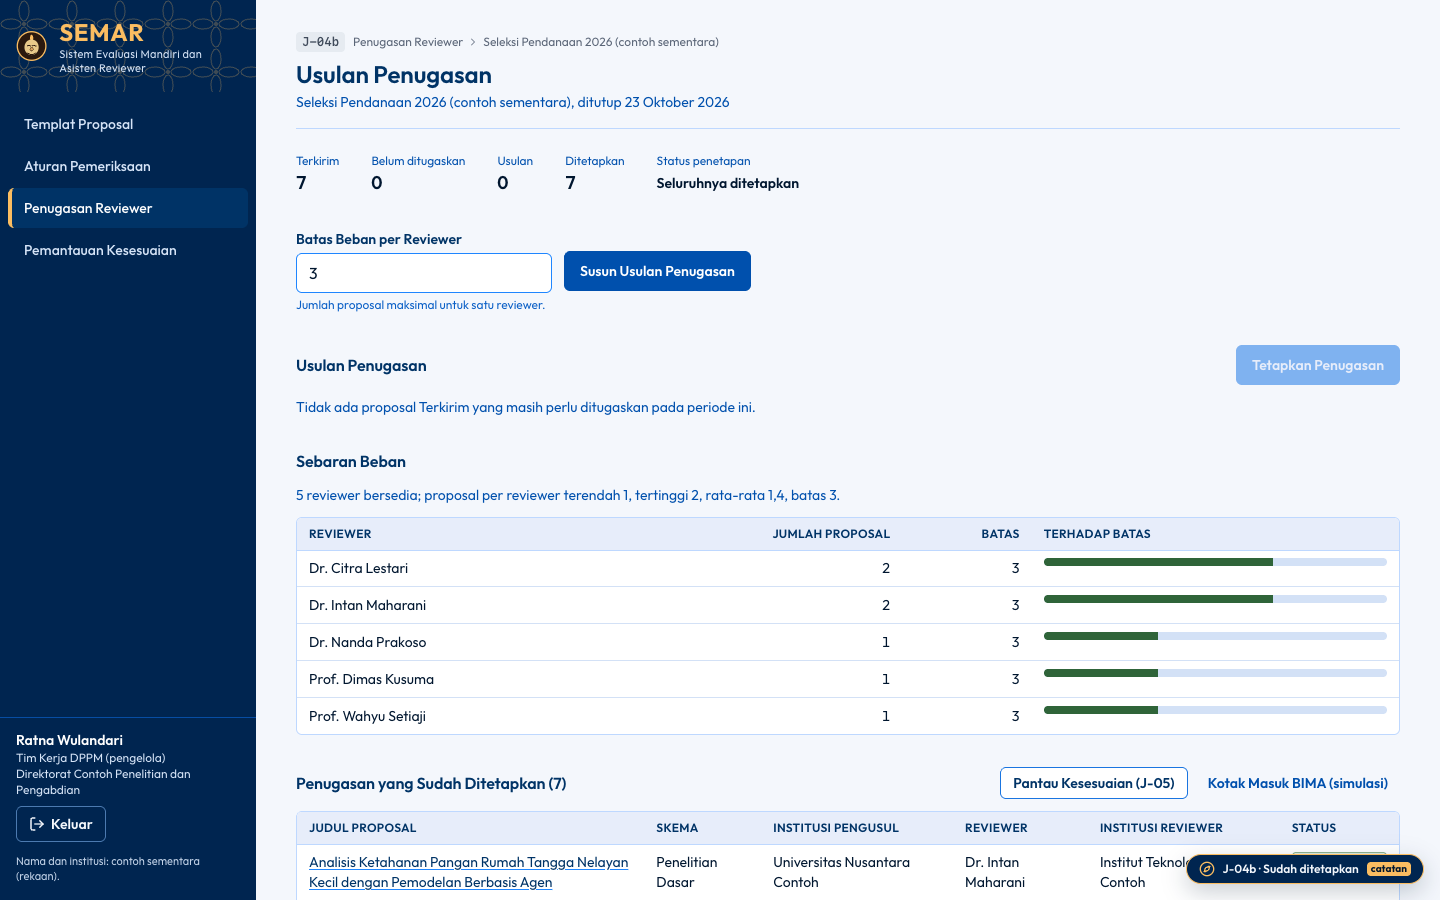 SEMAR
Sistem Evaluasi Mandiri dan
Asisten Reviewer
Templat Proposal
Aturan Pemeriksaan
Penugasan Reviewer
Pemantauan Kesesuaian
Ratna Wulandari
Tim Kerja DPPM (pengelola)
Direktorat Contoh Penelitian dan
Pengabdian
Keluar
Nama dan institusi: contoh sementara
(rekaan).
J-04b Penugasan Reviewer > Seleksi Pendanaan 2026 (contoh sementara)
Usulan Penugasan
Seleksi Pendanaan 2026 (contoh sementara), ditutup 23 Oktober 2026
Terkirim Belum ditugaskan Usulan Ditetapkan Status penetapan
7 0 0 7 Seluruhnya ditetapkan
Batas Beban per Reviewer
3 Susun Usulan Penugasan
Jumlah proposal maksimal untuk satu reviewer.
Usulan Penugasan Tetapkan Penugasan
Tidak ada proposal Terkirim yang masih perlu ditugaskan pada periode ini.
Sebaran Beban
5 reviewer bersedia; proposal per reviewer terendah 1, tertinggi 2, rata-rata 1,4, batas 3.
REVIEWER JUMLAH PROPOSAL BATAS TERHADAP BATAS
Dr. Citra Lestari 2 3
Dr. Intan Maharani 2 3
Dr. Nanda Prakoso 1 3
Prof. Dimas Kusuma 1 3
Prof. Wahyu Setiaji 1 3
Penugasan yang Sudah Ditetapkan (7) Pantau Kesesuaian (J-05) Kotak Masuk BIMA (simulasi)
JUDUL PROPOSAL SKEMA INSTITUSI PENGUSUL REVIEWER INSTITUSI REVIEWER STATUS
Analisis Ketahanan Pangan Rumah Tangga Nelayan Penelitian Universitas Nusantara Dr. Intan Institut
Kecil dengan Pemodelan Berbasis Agen Dasar Contoh Maharani Contoh
J-04b · Sudah ditetapkan catatan